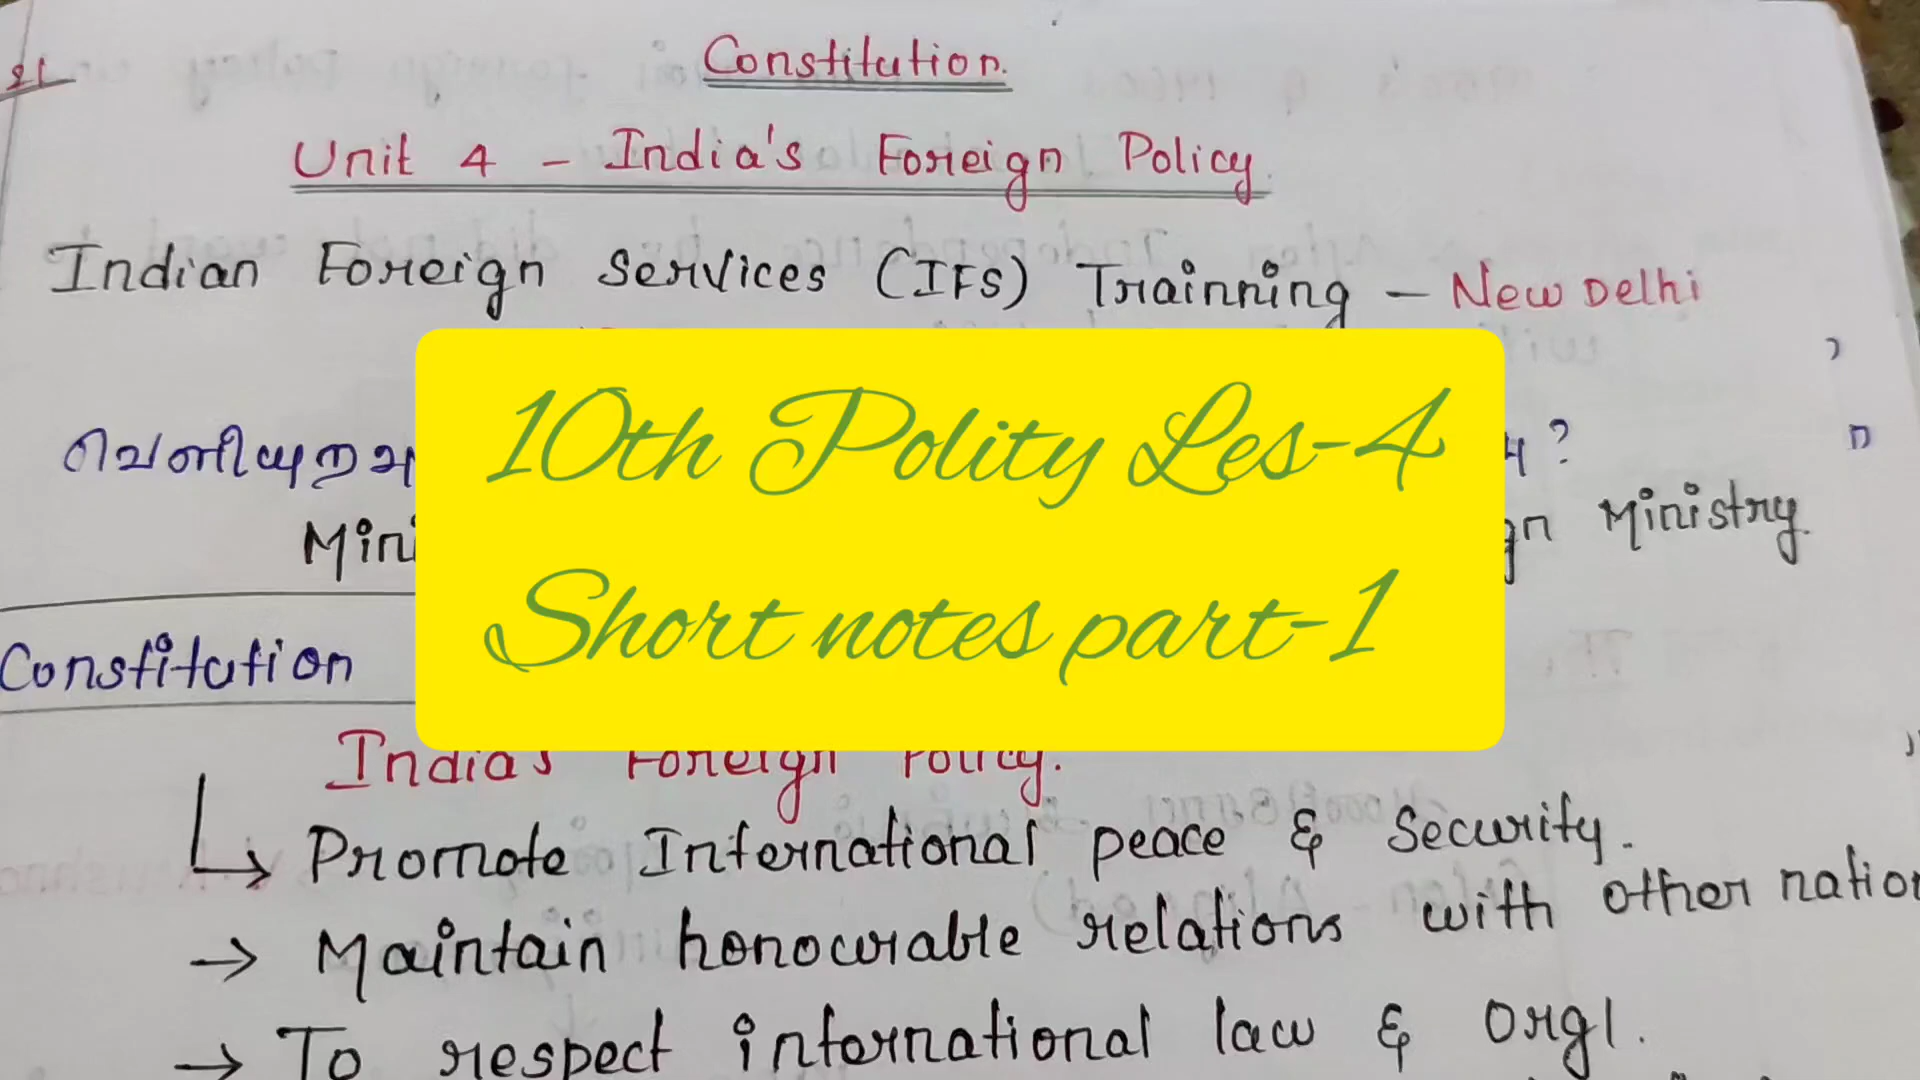 Constitution.
Unit 4 - India's Foreign Policy.
Indian Foreign Services (IFS) Trainning - New Delhi
10th Polity Les-4
Short notes part-1
?
Ministry.
Constitution
India's Foreign Policy.
↳ Promote International peace & Security.
→ Maintain honourable relations with other nation
→ To respect international law & Orgl.